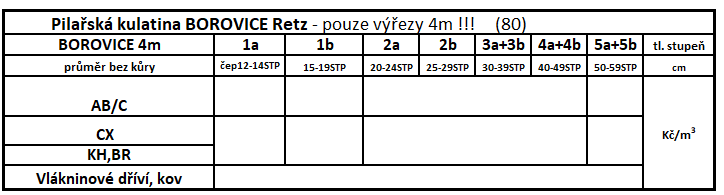 Pilařská kulatina BOROVICE Retz - pouze výřezy 4m !!! (80)
BOROVICE 4m 1a 1b 2a 2b 3a+3b 4a+4b 5a+5b tl. stupeň
průměr bez kůry čep12-14STP 15-19STP 20-24STP 25-29STP 30-39STP 40-49STP 50-59STP cm
AB/C
CX
Kč/m³
KH,BR
Vlákninové dříví, kov